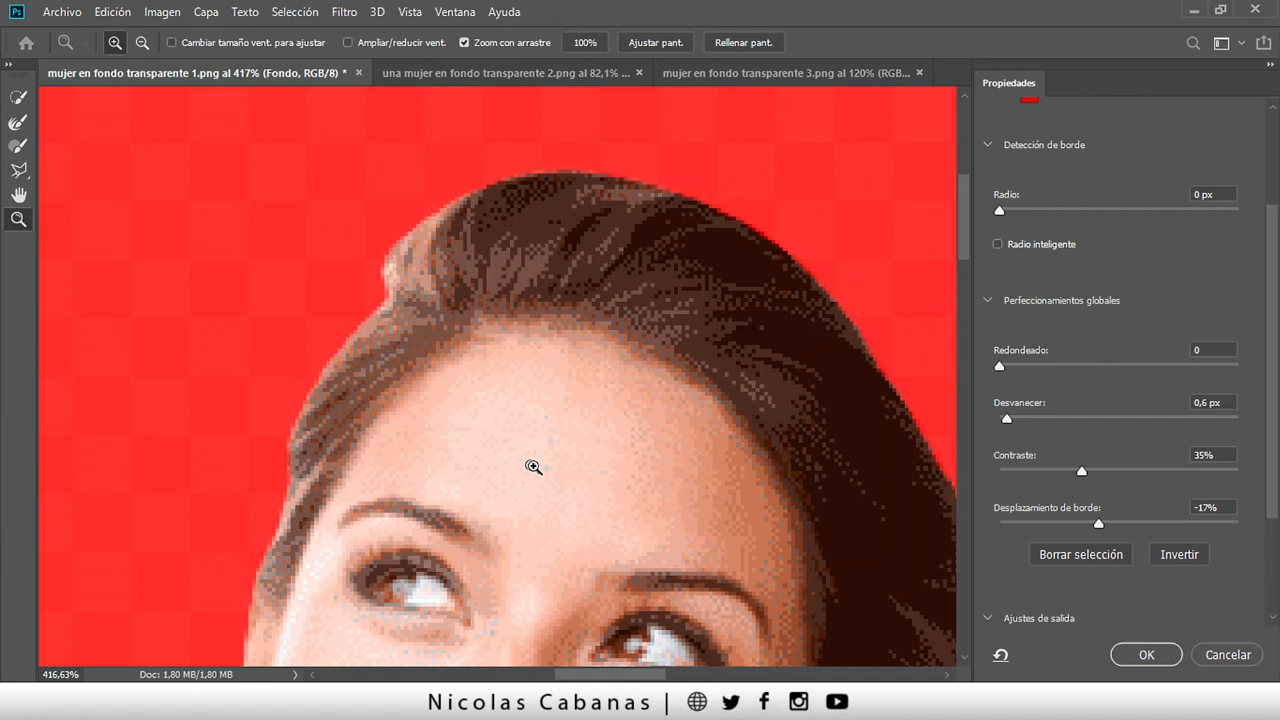 Ps Archivo Edición Imagen Capa Texto Selección Filtro 3D Vista Ventana Ayuda
Cambiar tamaño vent. para ajustar Ampliar/reducir vent. Zoom con arrastre 100% Ajustar pant. Rellenar pant.
mujer en fondo transparente 1.png al 417% (Fondo, RGB/8) * una mujer en fondo transparente 2.png al 82,1% ... mujer en fondo transparente 3.png al 120% (RGB...
Propiedades
Detección de borde
Radio: 0 px
Radio inteligente
Perfeccionamientos globales
Redondeado: 0
Desvanecer: 0,6 px
Contraste: 35%
Desplazamiento de borde: -17%
Borrar selección Invertir
Ajustes de salida
OK Cancelar
416,63% Doc: 1,80 MB/1,80 MB
Nicolas Cabanas |